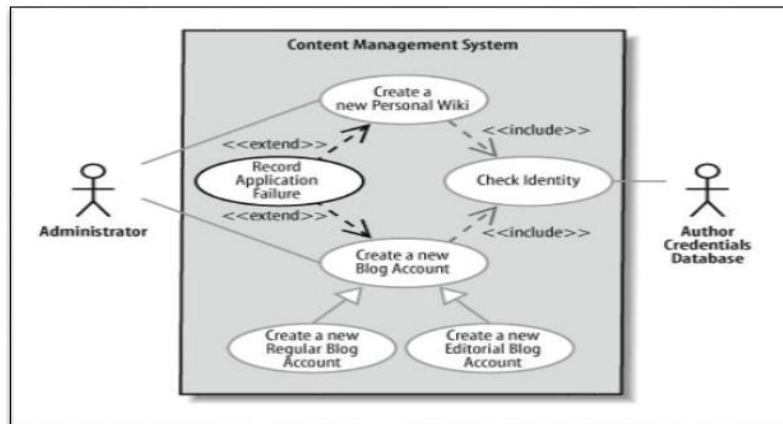 Content Management System
Create a
new Personal Wiki
<<extend>>
<<include>>
Record
Application
Failure
Check Identity
<<extend>>
<<include>>
Administrator
Author
Credentials
Database
Create a new
Blog Account
Create a new
Regular Blog
Account
Create a new
Editorial Blog
Account